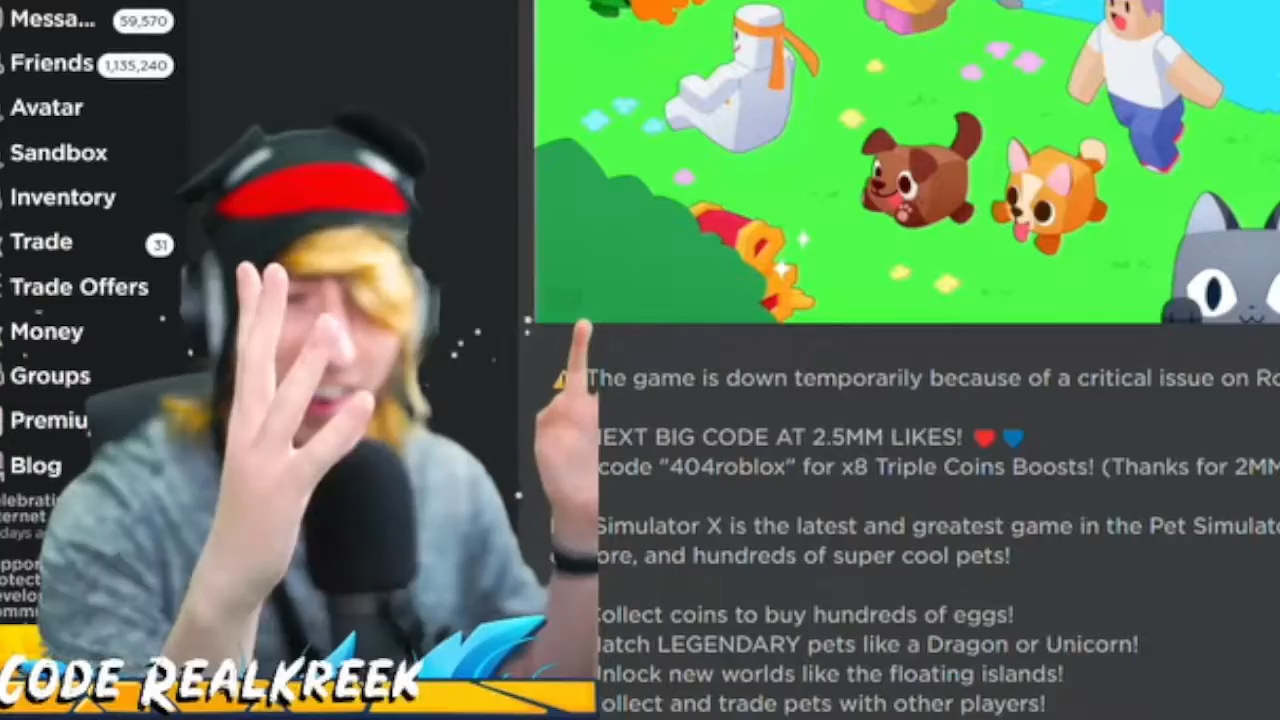 Messa... 59,570
Friends 1,135,240
Avatar
Sandbox
Inventory
Trade 31
Trade Offers
Money
Groups
Premiu
Blog
The game is down temporarily because of a critical issue on Ro
NEXT BIG CODE AT 2.5MM LIKES!
code "404roblox" for x8 Triple Coins Boosts! (Thanks for 2MM
Simulator X is the latest and greatest game in the Pet Simulato
ore, and hundreds of super cool pets!
ollect coins to buy hundreds of eggs!
atch LEGENDARY pets like a Dragon or Unicorn!
nlock new worlds like the floating islands!
ollect and trade pets with other players!
CODE REALKREEK